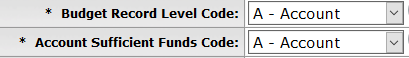 * Budget Record Level Code: A - Account
* Account Sufficient Funds Code: A - Account